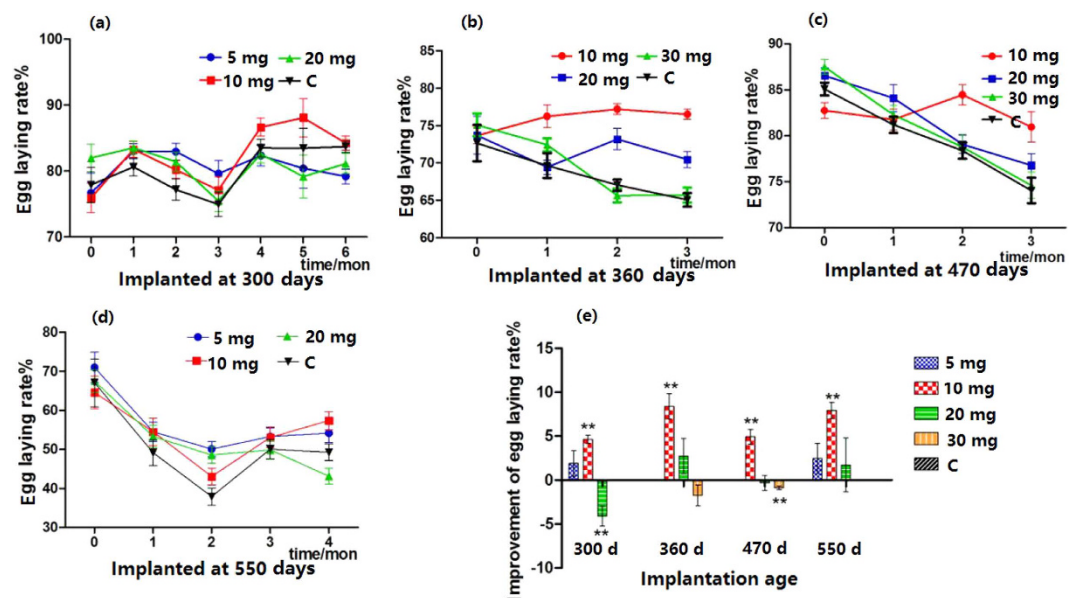 (a)
5 mg
20 mg
10 mg
C
Egg laying rate%
100
90
80
70
0 1 2 3 4 5 6
time/mon
Implanted at 300 days
(b)
10 mg
30 mg
20 mg
C
Egg laying rate%
85
80
75
70
65
60
0 1 2 3
time/mon
Implanted at 360 days
(c)
10 mg
20 mg
30 mg
C
Egg laying rate%
90
85
80
75
70
0 1 2 3
time/mon
Implanted at 470 days
(d)
5 mg
20 mg
10 mg
C
Egg laying rate%
80
70
60
50
40
30
0 1 2 3 4
time/mon
Implanted at 550 days
(e)
Improvement of egg laying rate%
15
10
5
0
-5
-10
**
**
**
**
**
**
300 d 360 d 470 d 550 d
Implantation age
5 mg
10 mg
20 mg
30 mg
C